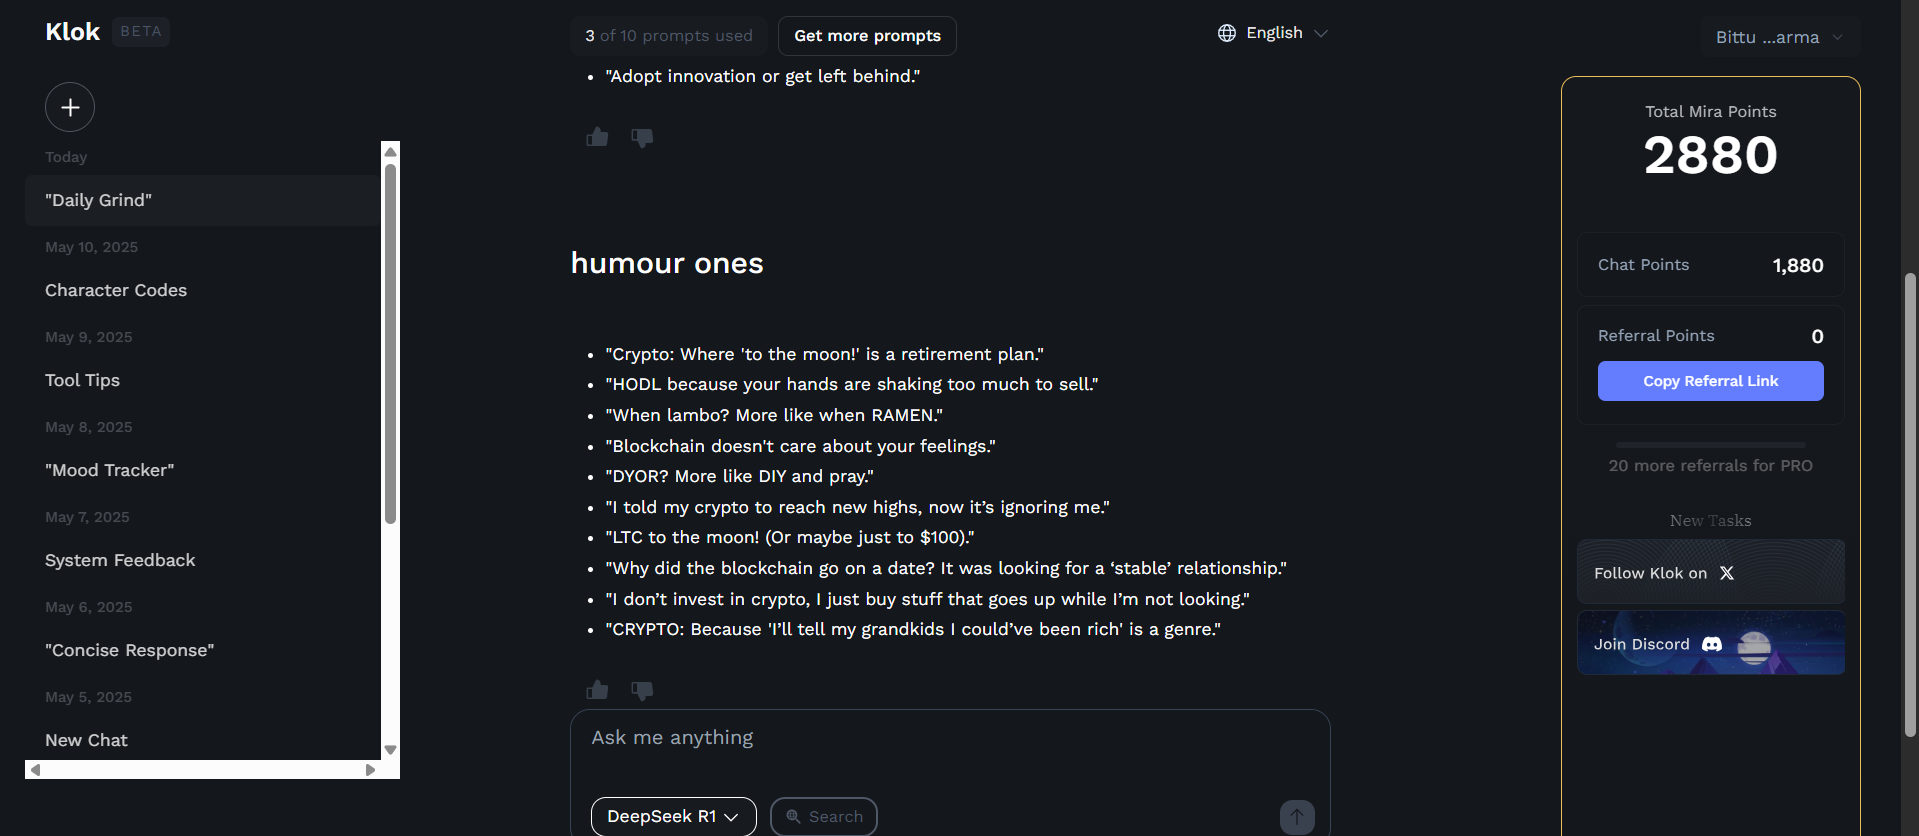 Klok BETA
3 of 10 prompts used
Get more prompts
English
Bittu ...arma
Today
"Daily Grind"
May 10, 2025
Character Codes
May 9, 2025
Tool Tips
May 8, 2025
"Mood Tracker"
May 7, 2025
System Feedback
May 6, 2025
"Concise Response"
May 5, 2025
New Chat
• "Adopt innovation or get left behind."
humour ones
• "Crypto: Where 'to the moon!' is a retirement plan."
• "HODL because your hands are shaking too much to sell."
• "When lambo? More like when RAMEN."
• "Blockchain doesn't care about your feelings."
• "DYOR? More like DIY and pray."
• "I told my crypto to reach new highs, now it’s ignoring me."
• "LTC to the moon! (Or maybe just to $100)."
• "Why did the blockchain go on a date? It was looking for a ‘stable’ relationship."
• "I don’t invest in crypto, I just buy stuff that goes up while I’m not looking."
• "CRYPTO: Because 'I’ll tell my grandkids I could’ve been rich' is a genre."
Ask me anything
DeepSeek R1
Search
Total Mira Points
2880
Chat Points 1,880
Referral Points 0
Copy Referral Link
20 more referrals for PRO
New Tasks
Follow Klok on X
Join Discord